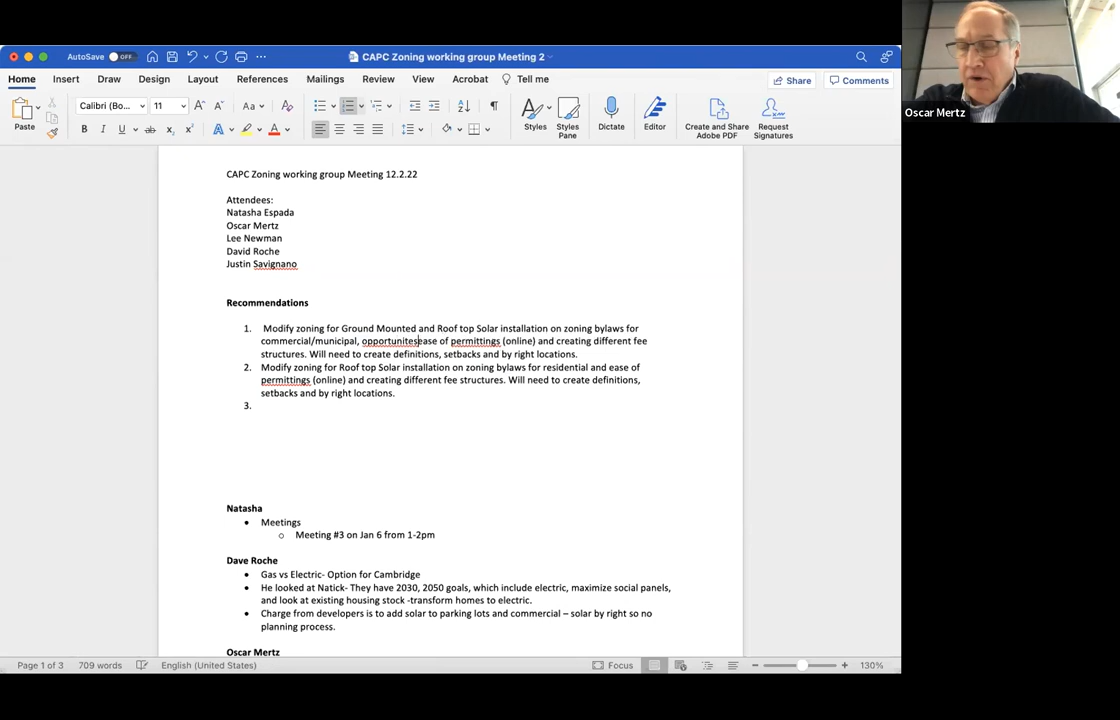 AutoSave OFF
CAPC Zoning working group Meeting 2
Home Insert Draw Design Layout References Mailings Review View Acrobat Tell me
Share Comments
Paste
Calibri (Bo... 11
Styles
Styles Pane
Dictate
Editor
Create and Share Adobe PDF
Request Signatures
CAPC Zoning working group Meeting 12.2.22
Attendees:
Natasha Espada
Oscar Mertz
Lee Newman
David Roche
Justin Savignano
Recommendations
1. Modify zoning for Ground Mounted and Roof top Solar installation on zoning bylaws for
commercial/municipal, opportunitesease of permittings (online) and creating different fee
structures. Will need to create definitions, setbacks and by right locations.
2. Modify zoning for Roof top Solar installation on zoning bylaws for residential and ease of
permittings (online) and creating different fee structures. Will need to create definitions,
setbacks and by right locations.
3.
Natasha
• Meetings
o Meeting #3 on Jan 6 from 1-2pm
Dave Roche
• Gas vs Electric- Option for Cambridge
• He looked at Natick- They have 2030, 2050 goals, which include electric, maximize social panels,
and look at existing housing stock -transform homes to electric.
• Charge from developers is to add solar to parking lots and commercial – solar by right so no
planning process.
Oscar Mertz
Page 1 of 3 709 words English (United States) Focus 130%
Oscar Mertz